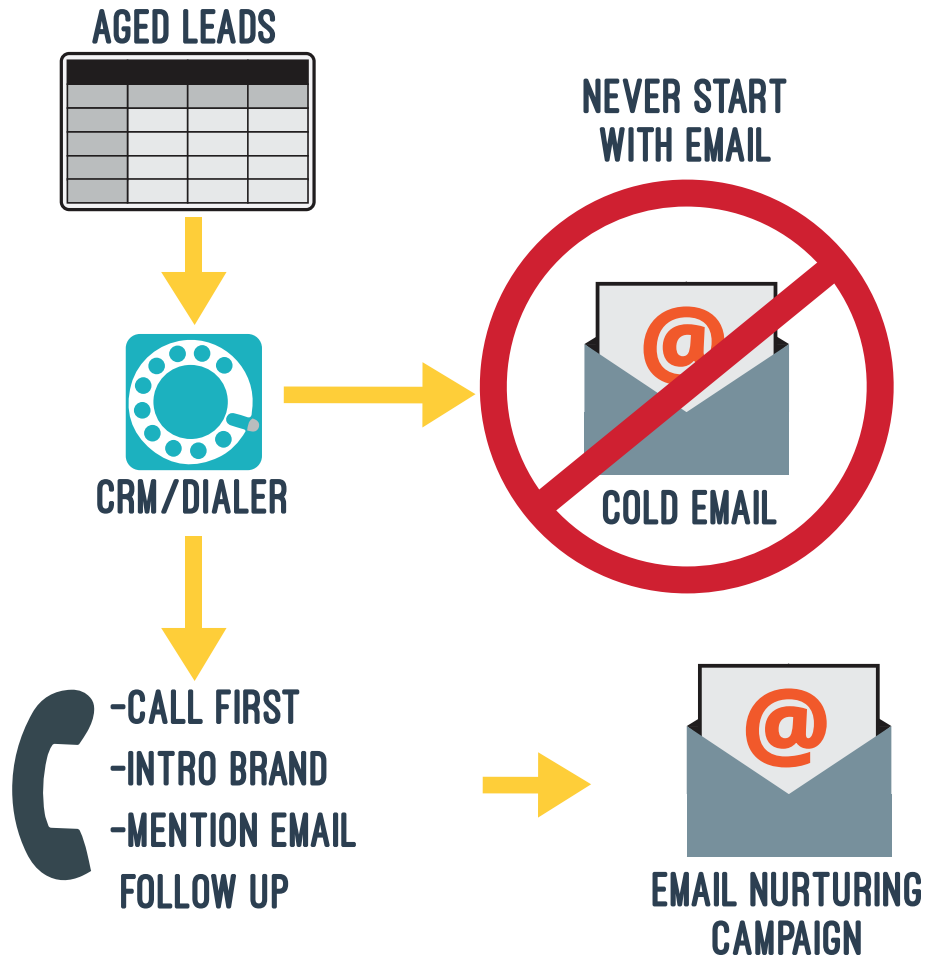 AGED LEADS
NEVER START
WITH EMAIL
CRM/DIALER
COLD EMAIL
-CALL FIRST
-INTRO BRAND
-MENTION EMAIL
FOLLOW UP
EMAIL NURTURING
CAMPAIGN